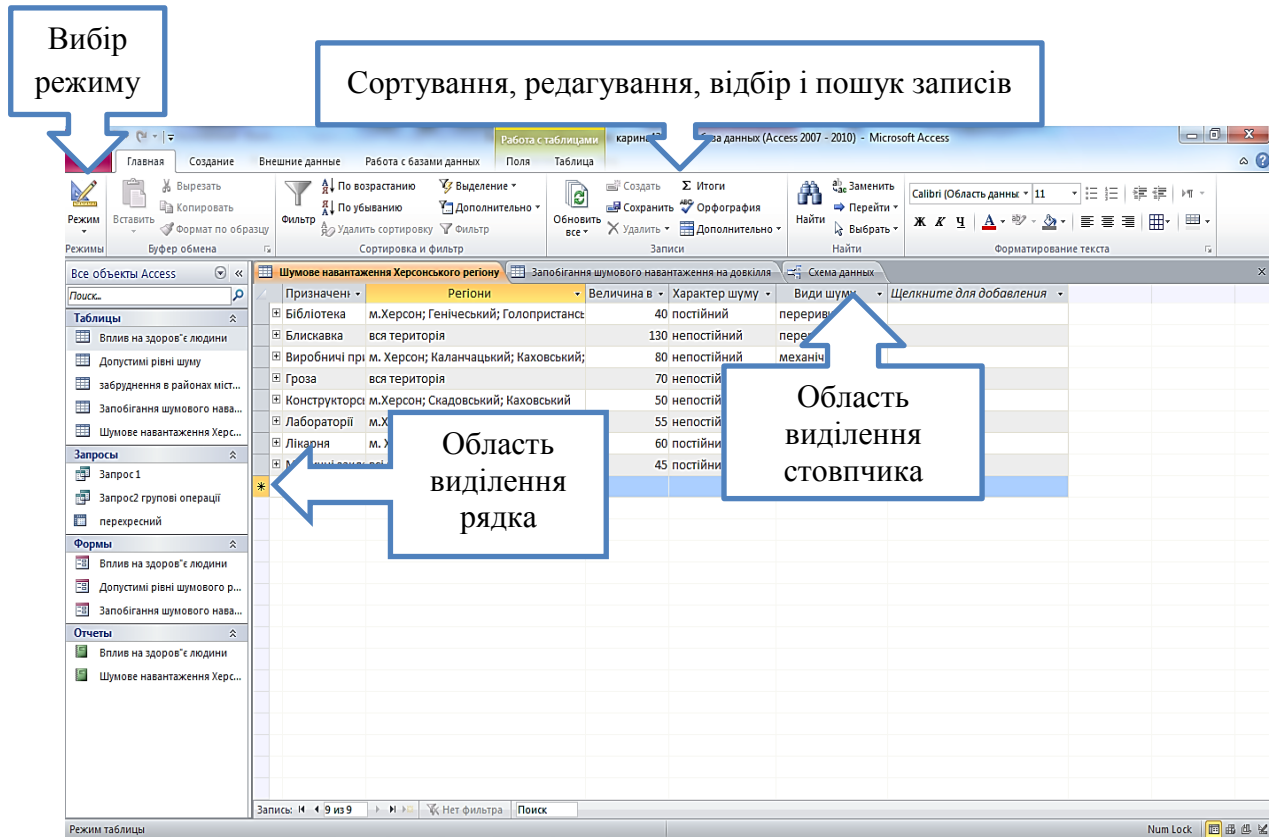 Вибір
режиму
Сортування, редагування, відбір і пошук записів
Работа с таблицами
база данных (Access 2007 - 2010) - Microsoft Access
Главная Создание Внешние данные Работа с базами данных Поля Таблица
Режим
Режимы
Вставить
Вырезать
Копировать
Формат по образцу
Буфер обмена
Фильтр
По возрастанию
По убыванию
Удалить сортировку
Выделение
Дополнительно
Фильтр
Сортировка и фильтр
Обновить
все
Создать
Сохранить
Удалить
Итоги
Орфография
Дополнительно
Записи
Найти
Заменить
Перейти
Выбрать
Найти
Calibri (Область данны 11
Ж К Ч А
Форматирование текста
Все объекты Access
Поиск...
Таблицы
Вплив на здоров"є людини
Допустимі рівні шуму
забруднення в районах міст...
Запобігання шумового нава...
Шумове навантаження Херс...
Запросы
Запрос1
Запрос2 групові операції
перехресний
Формы
Вплив на здоров"є людини
Допустимі рівні шумового р...
Запобігання шумового нава...
Отчеты
Вплив на здоров"є людини
Шумове навантаження Херс...
Шумове навантаження Херсонського регіону Запобігання шумового навантаження на довкілля Схема данных
Призначенн Регіони Величина в Характер шуму Види шуму Щелкните для добавления
Бібліотека м.Херсон; Генічеський; Голопристансь 40 постійний
Блискавка вся територія 130 непостійний
Виробничі при м. Херсон; Каланчацький; Каховський; 80 непостійний механіч
Гроза вся територія 70 непостій
Конструкторсь м.Херсон; Скадовський; Каховський 50 непостій
Лабораторії 55 непостій
Лікарня 60 постійни
45 постійни
Область
виділення
рядка
Область
виділення
стовпчика
Запись: 9 из 9 Нет фильтра Поиск
Режим таблицы
Num Lock